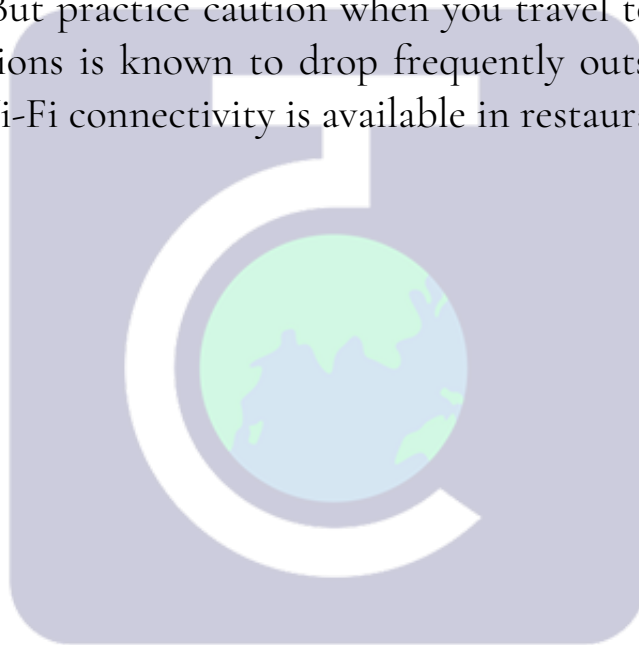 But practice caution when you travel to
ions is known to drop frequently outs
i-Fi connectivity is available in restaura